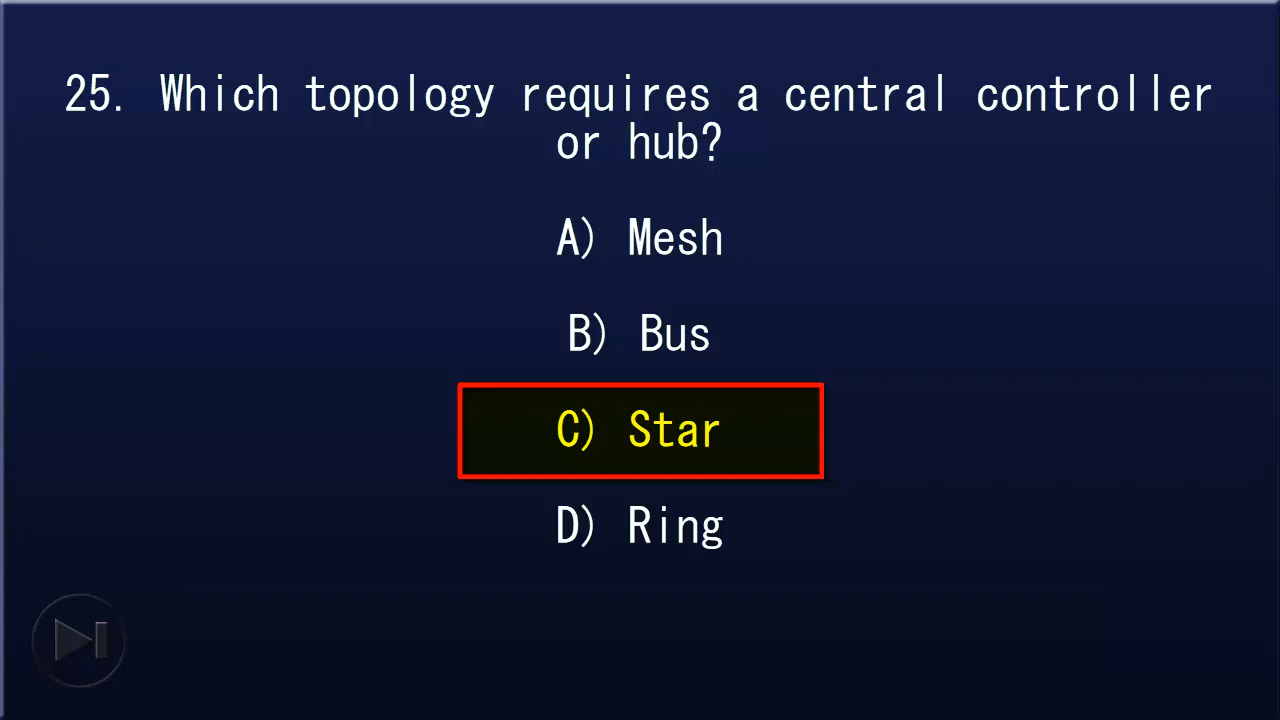 25. Which topology requires a central controller
or hub?
A) Mesh
B) Bus
C) Star
D) Ring